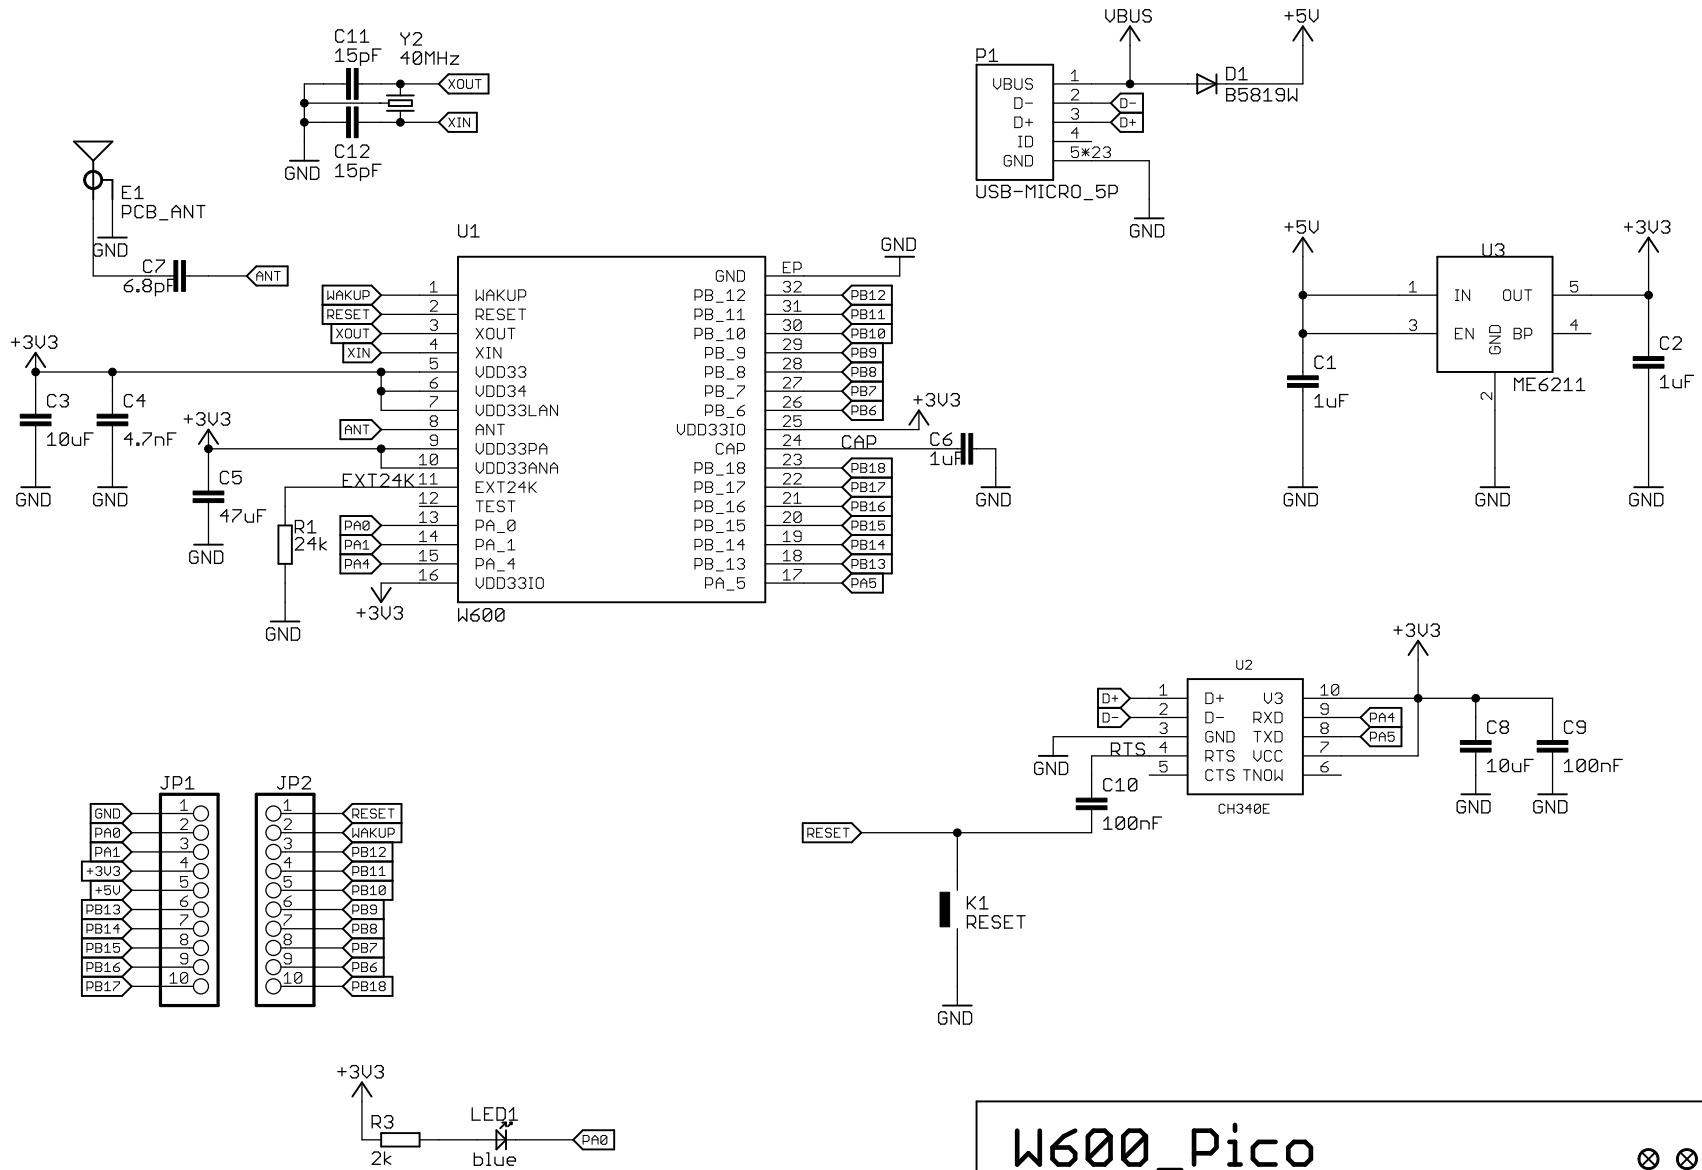 C11
15pF
Y2
40MHz
XOUT
XIN
C12
15pF
GND
E1
PCB_ANT
GND
C7
6.8pF
ANT
VBUS
+5V
P1
VBUS 1
D- 2 D-
D+ 3 D+
ID 4
GND 5*23
USB-MICRO_5P
D1
B5819W
GND
U1
GND EP GND
WAKUP 1 WAKUP PB_12 32 PB12
RESET 2 RESET PB_11 31 PB11
XOUT 3 XOUT PB_10 30 PB10
XIN 4 XIN PB_9 29 PB9
5 VDD33 PB_8 28 PB8
6 VDD34 PB_7 27 PB7
7 VDD33LAN PB_6 26 PB6
ANT 8 ANT VDD33IO 25 +3V3
9 VDD33PA CAP 24 CAP
10 VDD33ANA PB_18 23 PB18
EXT24K 11 EXT24K PB_17 22 PB17
12 TEST PB_16 21 PB16
PA0 13 PA_0 PB_15 20 PB15
PA1 14 PA_1 PB_14 19 PB14
PA4 15 PA_4 PB_13 18 PB13
16 VDD33IO PA_5 17 PA5
+3V3
W600
+3V3
C3
10uF
GND
C4
4.7nF
GND
+3V3
C5
47uF
GND
R1
24k
GND
C6
1uF
GND
+5V
U3
+3V3
1 IN OUT 5
3 EN GND BP 4
2
ME6211
C1
1uF
GND
GND
C2
1uF
GND
+3V3
U2
D+ 1 D+ V3 10
D- 2 D- RXD 9 PA4
3 GND TXD 8 PA5
RTS 4 RTS VCC 7
5 CTS TNOW 6
CH340E
GND
C10
100nF
C8
10uF
GND
C9
100nF
GND
RESET
K1
RESET
GND
JP1
GND 1
PA0 2
PA1 3
+3V3 4
+5V 5
PB13 6
PB14 7
PB15 8
PB16 9
PB17 10
JP2
1 RESET
2 WAKUP
3 PB12
4 PB11
5 PB10
6 PB9
7 PB8
8 PB7
9 PB6
10 PB18
+3V3
R3
2k
LED1
blue
PA0
W600_Pico